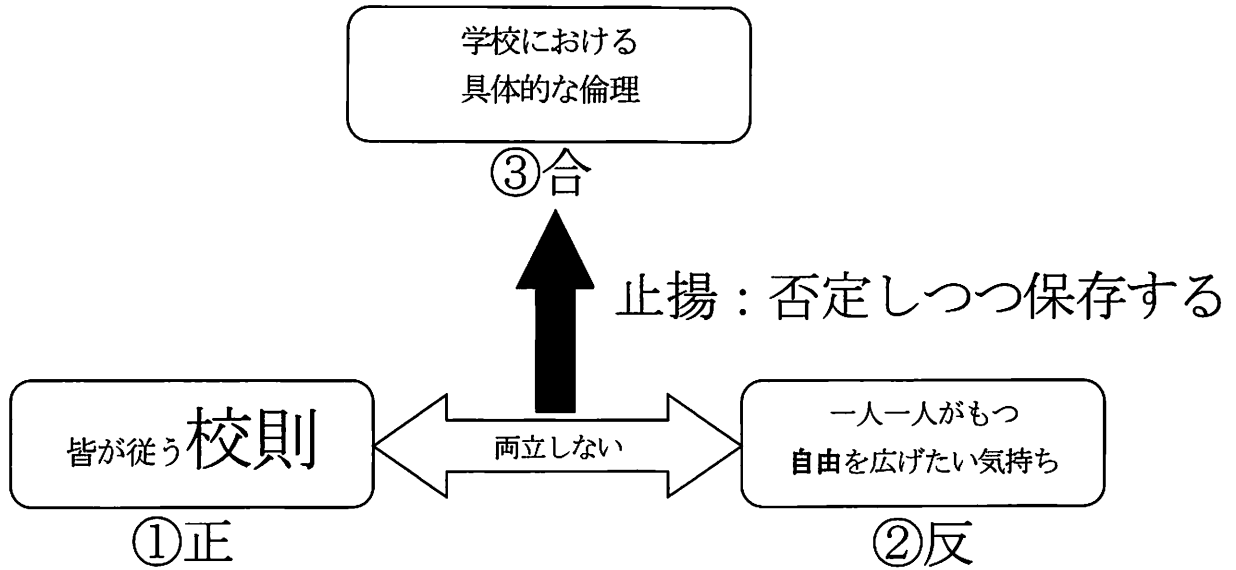 学校における
具体的な倫理
③合
止揚：否定しつつ保存する
皆が従う校則
両立しない
一人一人がもつ
自由を広げたい気持ち
①正
②反